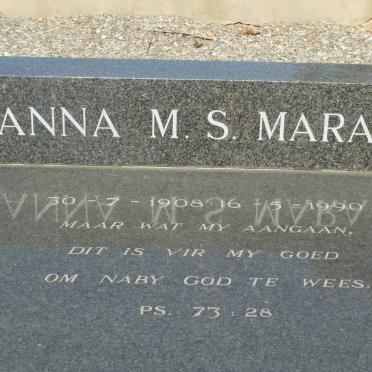 ANNA M. S. MARA
30 - 7 - 1908 16 - 5 - 1990
MAAR WAT MY AANGAAN,
DIT IS VIR MY GOED
OM NABY GOD TE WEES.
PS. 73 : 28